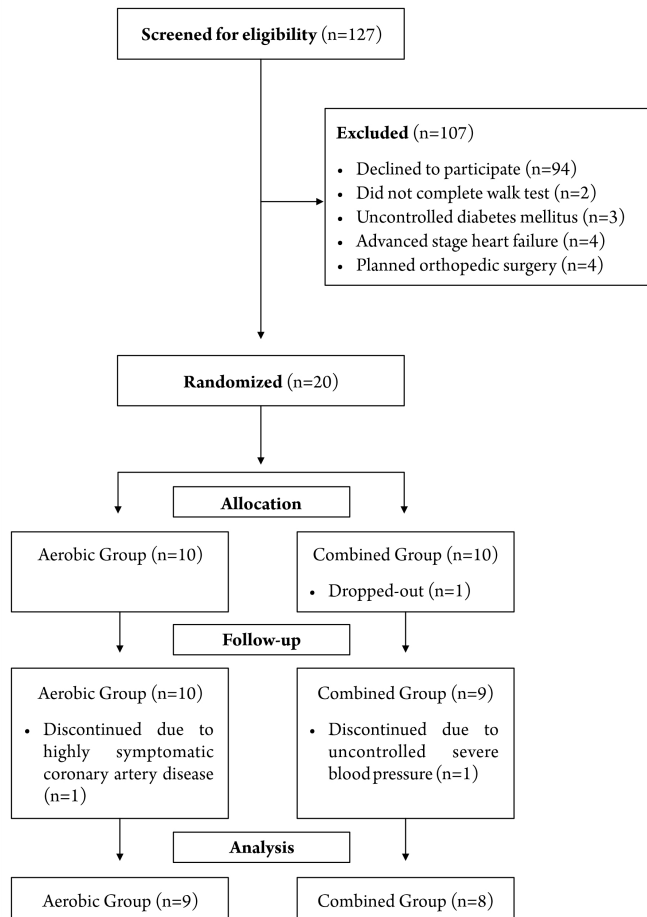 Screened for eligibility (n=127)
Excluded (n=107)
• Declined to participate (n=94)
• Did not complete walk test (n=2)
• Uncontrolled diabetes mellitus (n=3)
• Advanced stage heart failure (n=4)
• Planned orthopedic surgery (n=4)
Randomized (n=20)
Allocation
Aerobic Group (n=10)
Combined Group (n=10)
• Dropped-out (n=1)
Follow-up
Aerobic Group (n=10)
• Discontinued due to
highly symptomatic
coronary artery disease
(n=1)
Combined Group (n=9)
• Discontinued due to
uncontrolled severe
blood pressure (n=1)
Analysis
Aerobic Group (n=9)
Combined Group (n=8)